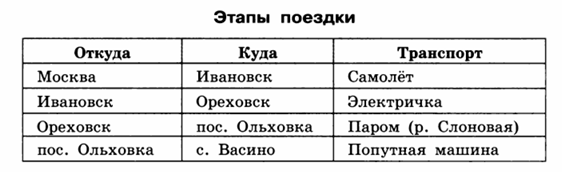 Этапы поездки
Откуда Куда Транспорт
Москва Ивановск Самолёт
Ивановск Ореховск Электричка
Ореховск пос. Ольховка Паром (р. Слоновая)
пос. Ольховка с. Васино Попутная машина